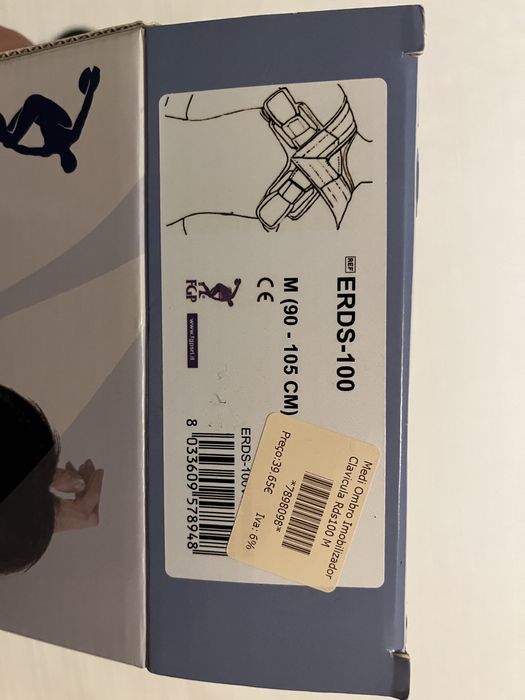 REF ERDS-100
M (90 - 105 CM)
CE
FGP
www.fgpsrl.it
ERDS-100
8 033609 578948
Medi Ombro Imobilizador
Clavicula Rds100 M
*7898098*
Preço:39,65€ Iva: 6%